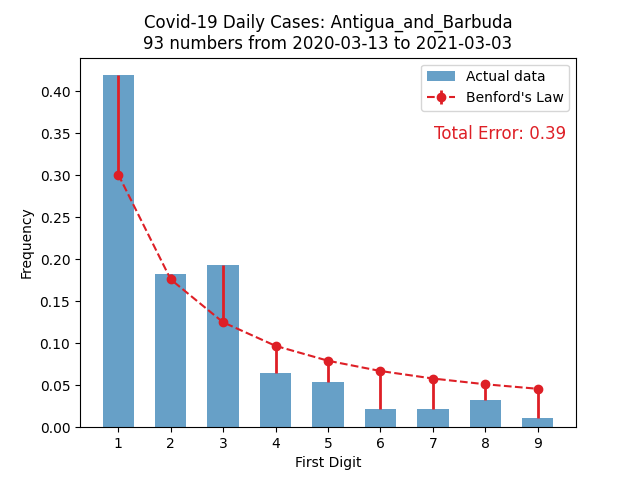 Covid-19 Daily Cases: Antigua_and_Barbuda
93 numbers from 2020-03-13 to 2021-03-03
Actual data
Benford's Law
Total Error: 0.39
0.40
0.35
0.30
0.25
0.20
0.15
0.10
0.05
0.00
Frequency
1 2 3 4 5 6 7 8 9
First Digit